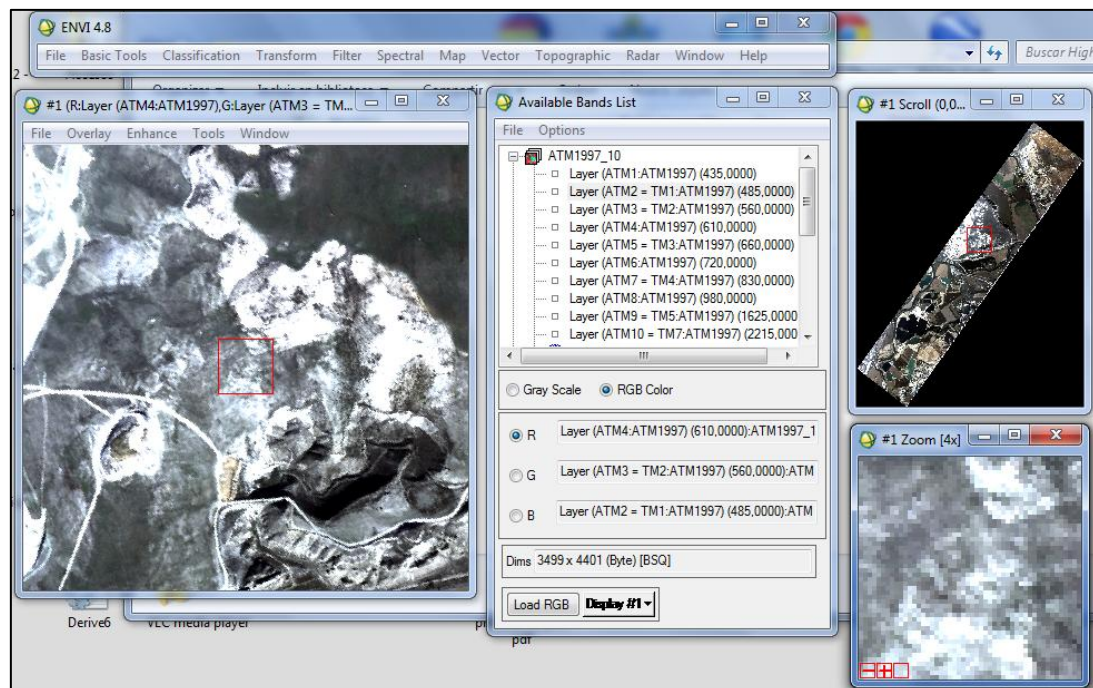 ENVI 4.8
File Basic Tools Classification Transform Filter Spectral Map Vector Topographic Radar Window Help
Buscar High
2 -
#1 (R:Layer (ATM4:ATM1997),G:Layer (ATM3 = TM...
File Overlay Enhance Tools Window
Available Bands List
File Options
ATM1997_10
Layer (ATM1:ATM1997) (435,0000)
Layer (ATM2 = TM1:ATM1997) (485,0000)
Layer (ATM3 = TM2:ATM1997) (560,0000)
Layer (ATM4:ATM1997) (610,0000)
Layer (ATM5 = TM3:ATM1997) (660,0000)
Layer (ATM6:ATM1997) (720,0000)
Layer (ATM7 = TM4:ATM1997) (830,0000)
Layer (ATM8:ATM1997) (980,0000)
Layer (ATM9 = TM5:ATM1997) (1625,0000
Layer (ATM10 = TM7:ATM1997) (2215,000
Gray Scale RGB Color
R Layer (ATM4:ATM1997) (610,0000):ATM1997_1
G Layer (ATM3 = TM2:ATM1997) (560,0000):ATM
B Layer (ATM2 = TM1:ATM1997) (485,0000):ATM
Dims 3499 x 4401 (Byte) [BSQ]
Load RGB Display #1
#1 Scroll (0,0...
#1 Zoom [4x]
Derive6
VLC media player
pdf